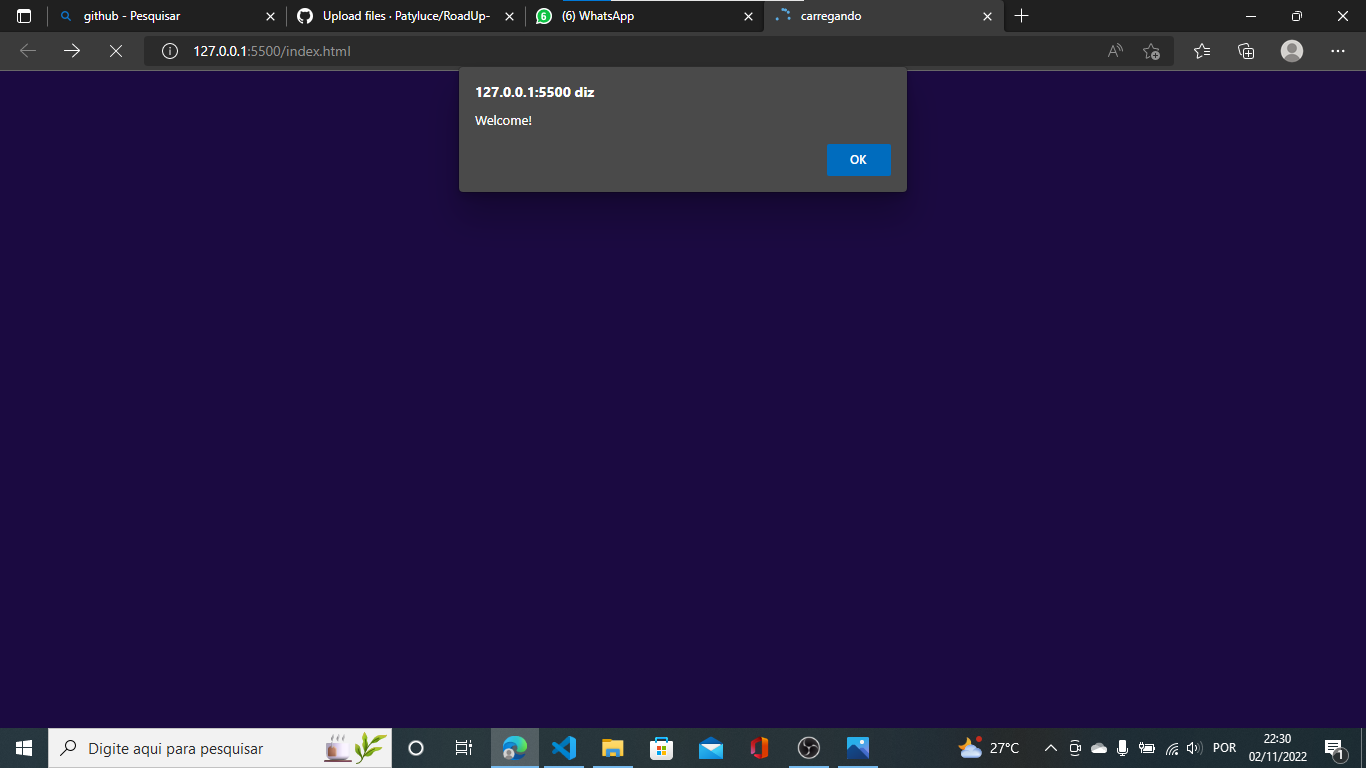 github - Pesquisar
Upload files · Patyluce/RoadUp-
6
(6) WhatsApp
carregando
127.0.0.1:5500/index.html
127.0.0.1:5500 diz
Welcome!
OK
Digite aqui para pesquisar
27°C
POR
22:30
02/11/2022
1